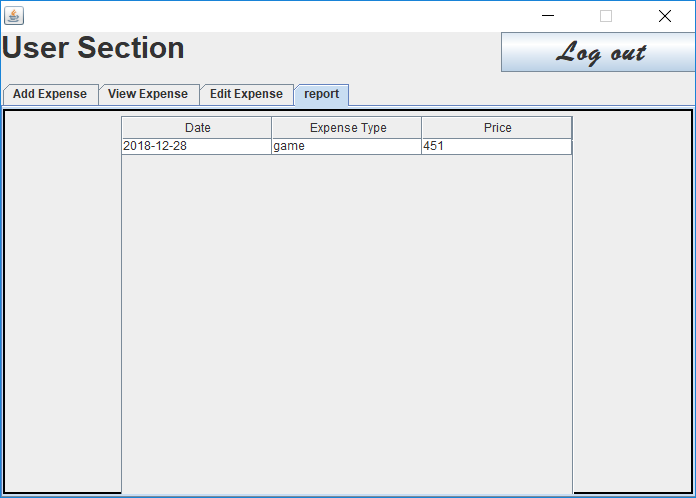 User Section
Log out
Add Expense View Expense Edit Expense report
Date Expense Type Price
2018-12-28 game 451